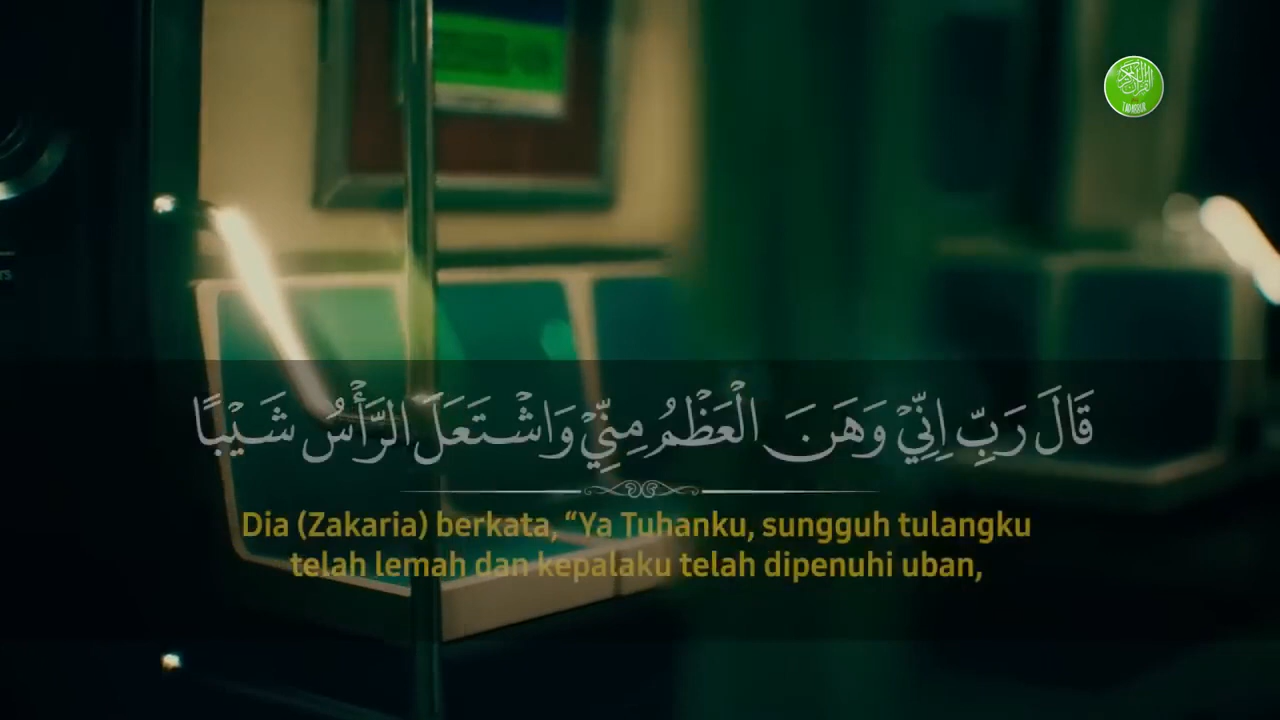 قَالَ رَبِّ اِنِّيْ وَهَنَ الْعَظْمُ مِنِّيْ وَاشْتَعَلَ الرَّأْسُ شَيْبًا
Dia (Zakaria) berkata, “Ya Tuhanku, sungguh tulangku
telah lemah dan kepalaku telah dipenuhi uban,